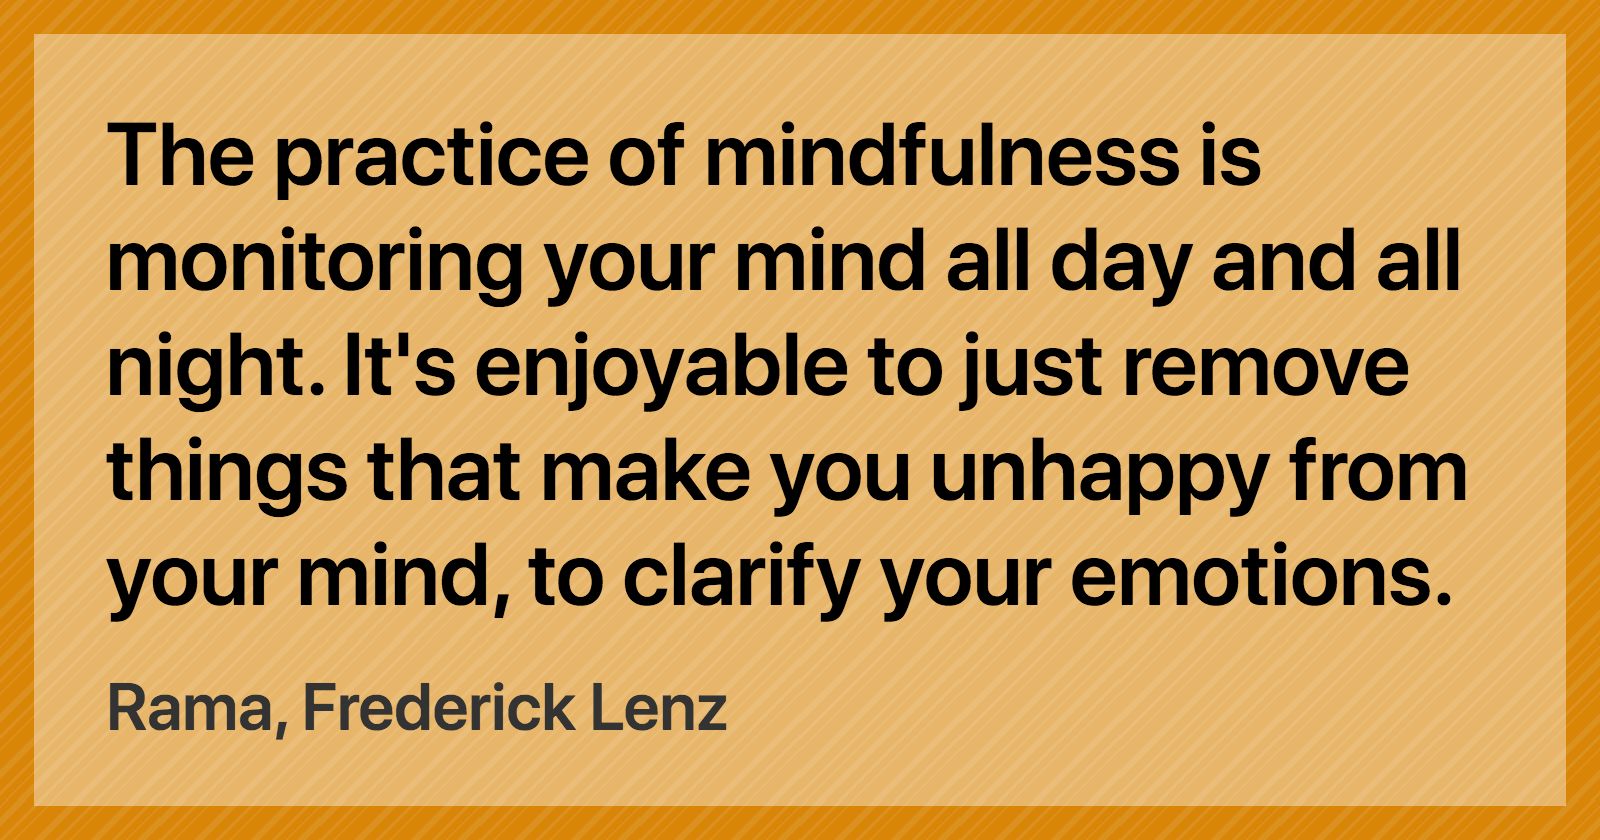 The practice of mindfulness is
monitoring your mind all day and all
night. It's enjoyable to just remove
things that make you unhappy from
your mind, to clarify your emotions.
Rama, Frederick Lenz